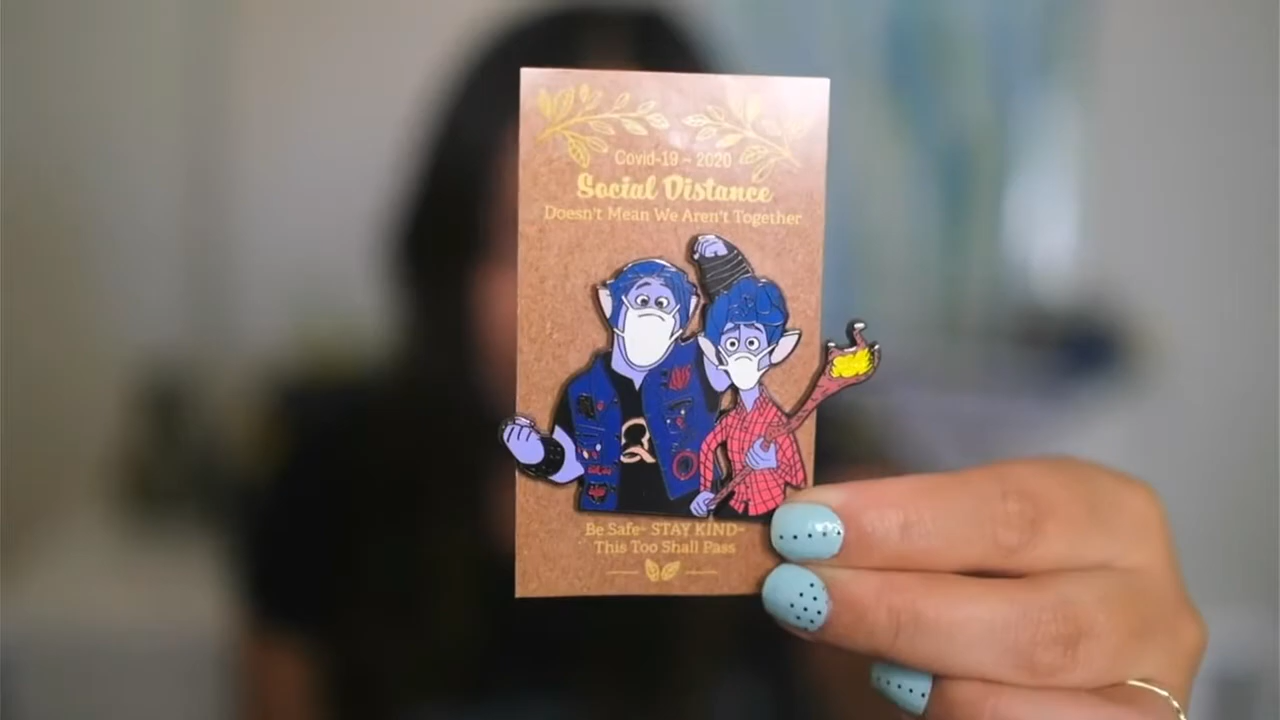 Covid-19 ~ 2020
Social Distance
Doesn't Mean We Aren't Together
Be Safe~ STAY KIND~
This Too Shall Pass